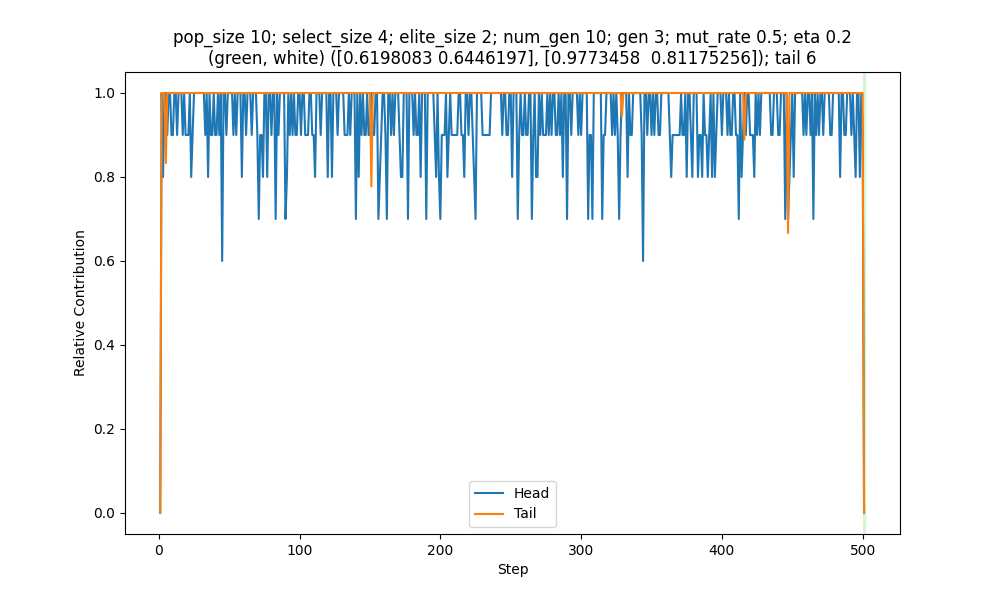 pop_size 10; select_size 4; elite_size 2; num_gen 10; gen 3; mut_rate 0.5; eta 0.2
(green, white) ([0.6198083 0.6446197], [0.9773458  0.81175256]); tail 6
Relative Contribution
1.0
0.8
0.6
0.4
0.2
0.0
Head
Tail
0
100
200
300
400
500
Step